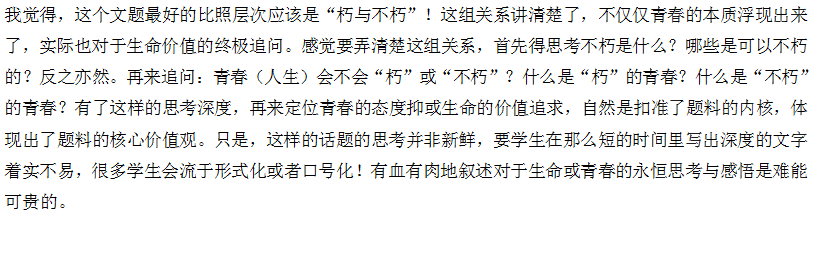 我觉得，这个文题最好的比照层次应该是“朽与不朽”！这组关系讲清楚了，不仅仅青春的本质浮现出来
了，实际也对于生命价值的终极追问。感觉要弄清楚这组关系，首先得思考不朽是什么？哪些是可以不朽
的？反之亦然。再来追问：青春（人生）会不会“朽”或“不朽”？什么是“朽”的青春？什么是“不朽”
的青春？有了这样的思考深度，再来定位青春的态度抑或生命的价值追求，自然是扣准了题料的内核，体
现出了题料的核心价值观。只是，这样的话题的思考并非新鲜，要学生在那么短的时间里写出深度的文字
着实不易，很多学生会流于形式化或者口号化！有血有肉地叙述对于生命或青春的永恒思考与感悟是难能
可贵的。